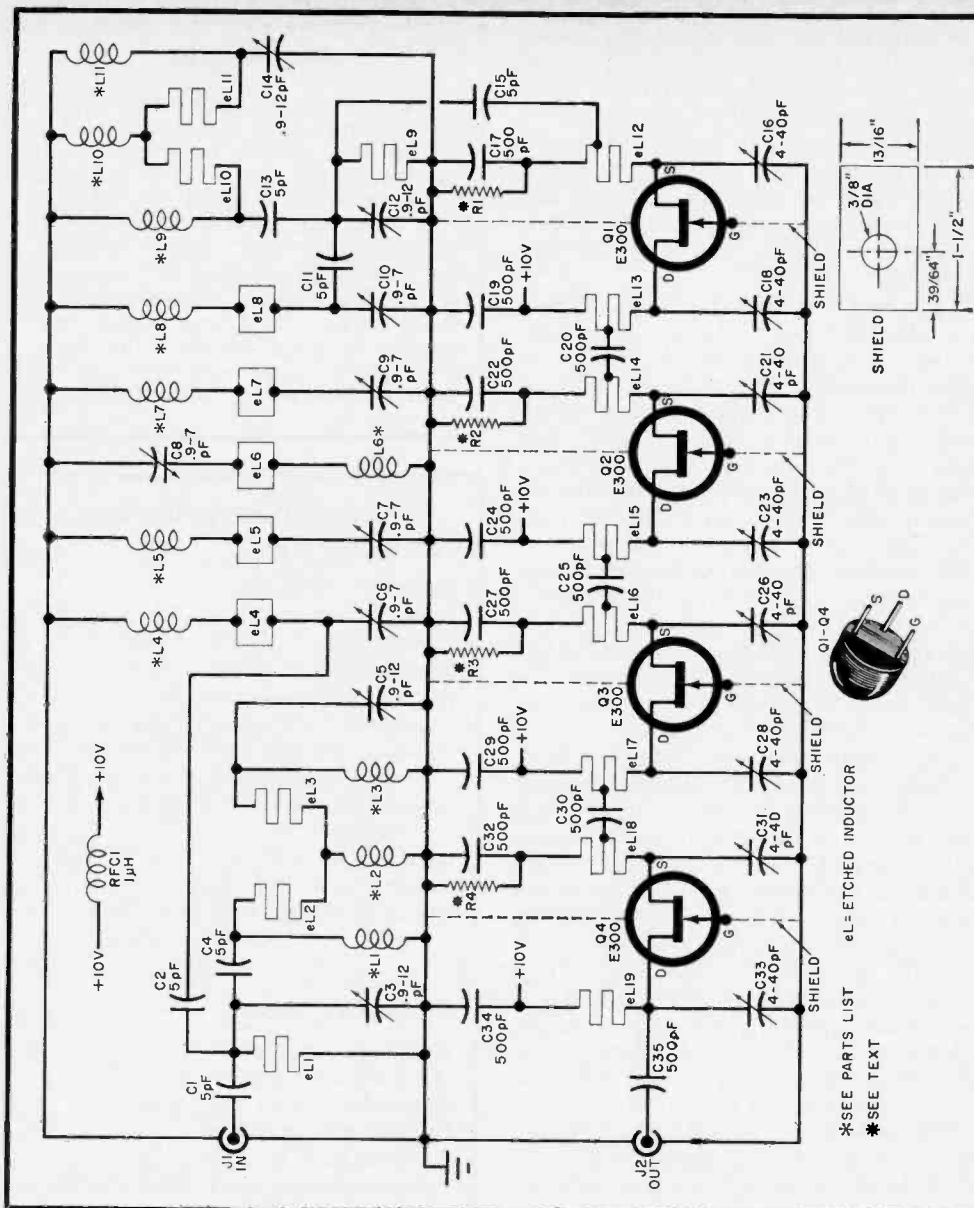 +10V
RFC1
1µH
+10V
J1
IN
C1
5pF
C2
5pF
eL1
C4
5pF
C3
.9-12
pF
*L1
eL2
*L2
eL3
*L3
C5
.9-12
pF
*L4
eL4
C6
.9-7
pF
*L5
eL5
C7
.9-7
pF
C8
.9-7
pF
eL6
L6*
*L7
eL7
C9
.9-7
pF
*L8
eL8
C10
.9-7
pF
C11
5pF
*L9
C13
5pF
C12
.9-12
pF
*L10
eL10
eL11
*L11
C14
.9-12pF
eL9
C15
5pF
J2
OUT
C35
500pF
C34
500pF
+10V
eL19
C33
4-40pF
Q4
E300
D
S
G
SHIELD
✱
R4
C32
500pF
eL18
C31
4-40
pF
C30
500pF
C29
500pF
+10V
eL17
C28
4-40pF
Q3
E300
D
S
G
SHIELD
✱
R3
C27
500pF
eL16
C26
4-40
pF
C25
500pF
C24
500pF
+10V
eL15
C23
4-40pF
Q2
E300
D
S
G
SHIELD
✱
R2
C22
500pF
eL14
C21
4-40
pF
C20
500pF
C19
500pF
+10V
eL13
C18
4-40pF
Q1
E300
D
S
G
SHIELD
✱
R1
C17
500
pF
eL12
C16
4-40pF
*SEE PARTS LIST
✱SEE TEXT
eL=ETCHED INDUCTOR
Q1-Q4
S
D
G
SHIELD
3/8"
DIA
13/16"
39/64"
1-1/2"